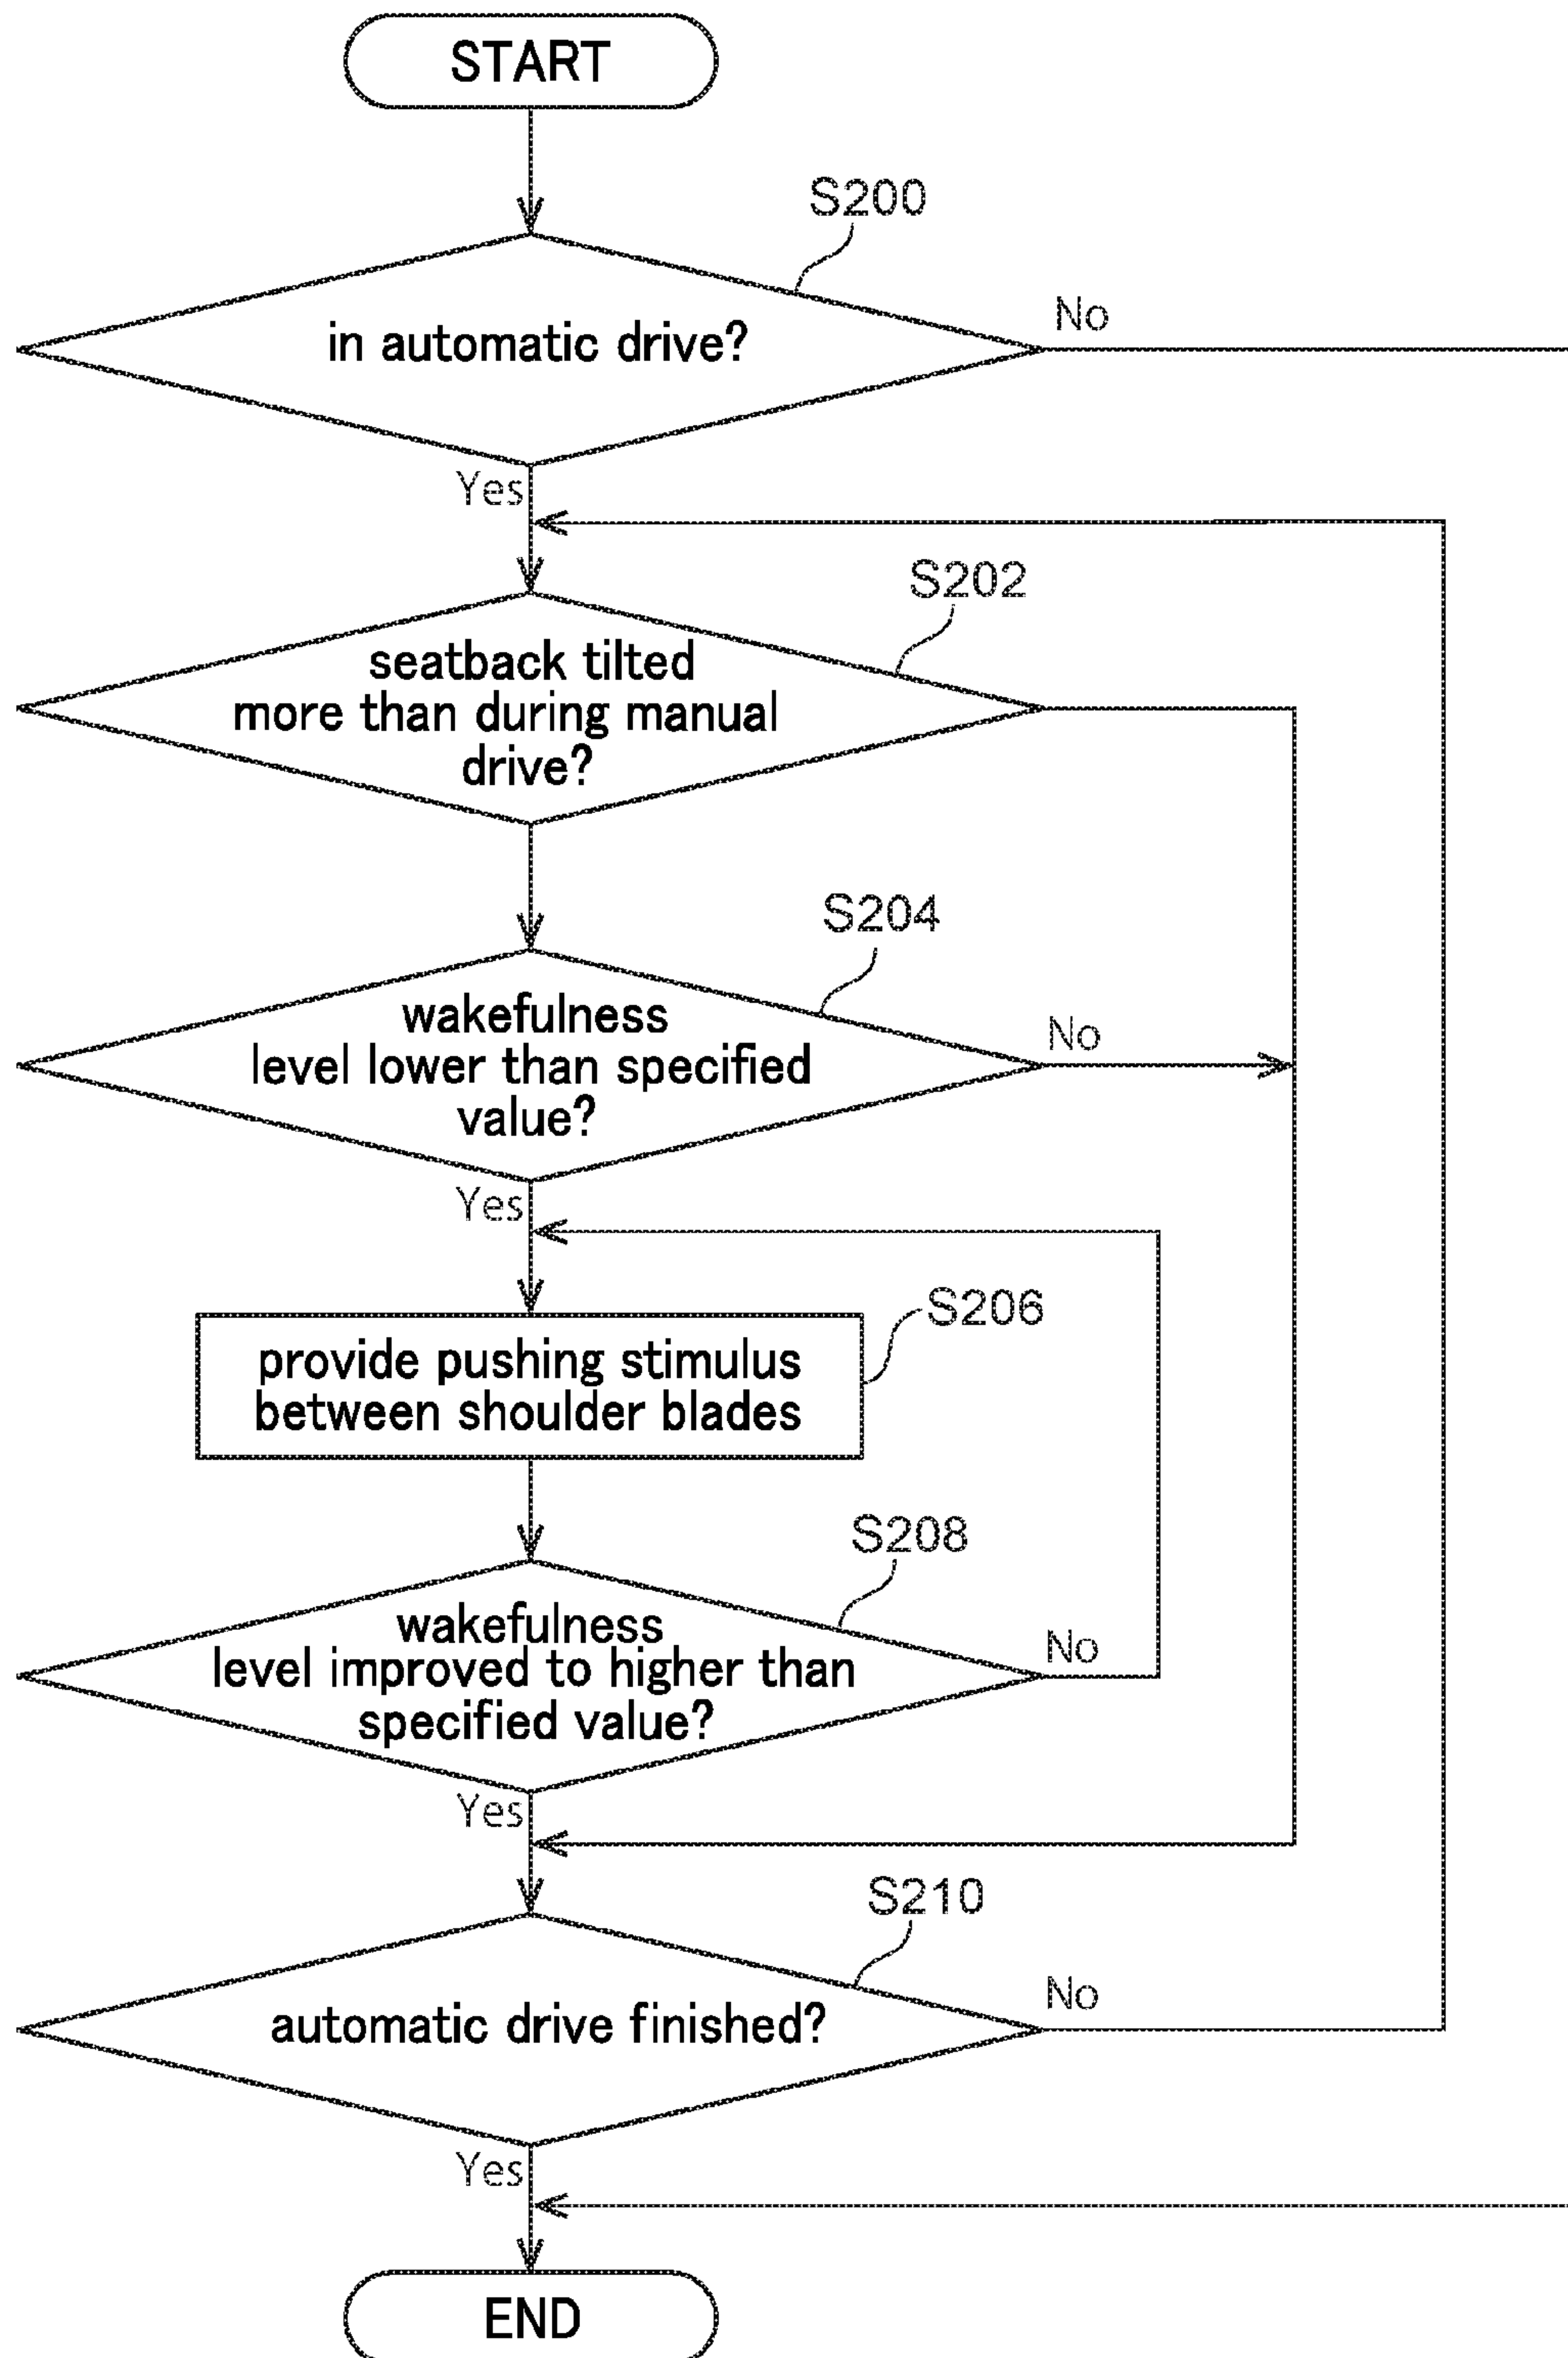 START
S200
in automatic drive?
No
Yes
S202
seatback tilted
more than during manual
drive?
S204
wakefulness
level lower than specified
value?
No
Yes
S206
provide pushing stimulus
between shoulder blades
S208
wakefulness
level improved to higher than
specified value?
No
Yes
S210
automatic drive finished?
No
Yes
END